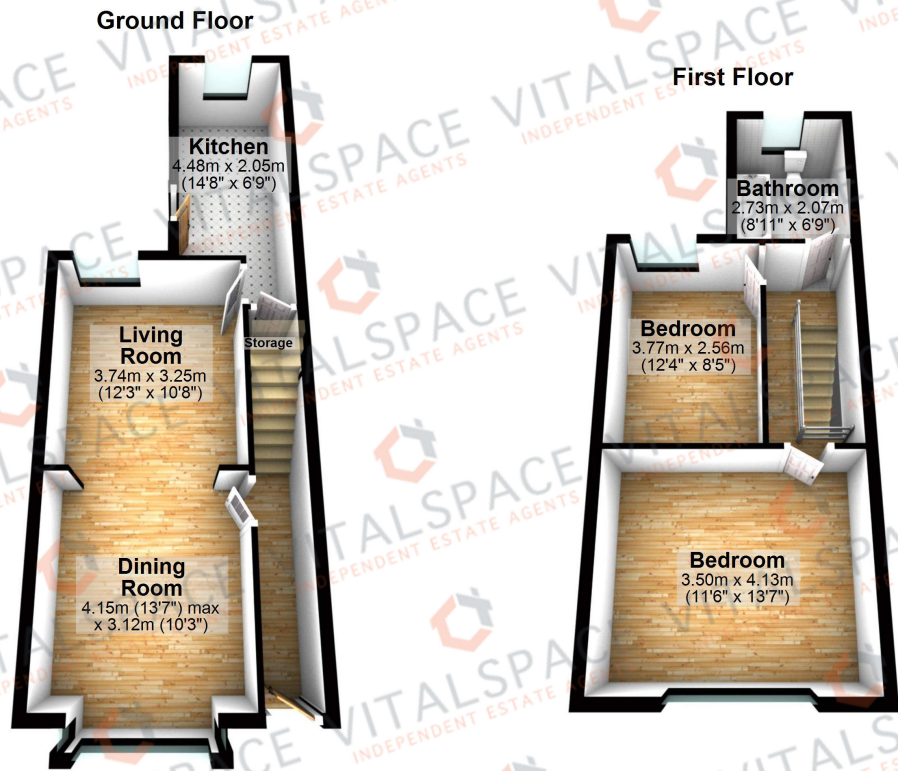 Ground Floor
Kitchen
4.48m x 2.05m
(14'8" x 6'9")
Living
Room
3.74m x 3.25m
(12'3" x 10'8")
Storage
Dining
Room
4.15m (13'7") max
x 3.12m (10'3")
First Floor
Bathroom
2.73m x 2.07m
(8'11" x 6'9")
Bedroom
3.77m x 2.56m
(12'4" x 8'5")
Bedroom
3.50m x 4.13m
(11'6" x 13'7")
VITALSPACE
INDEPENDENT ESTATE AGENTS